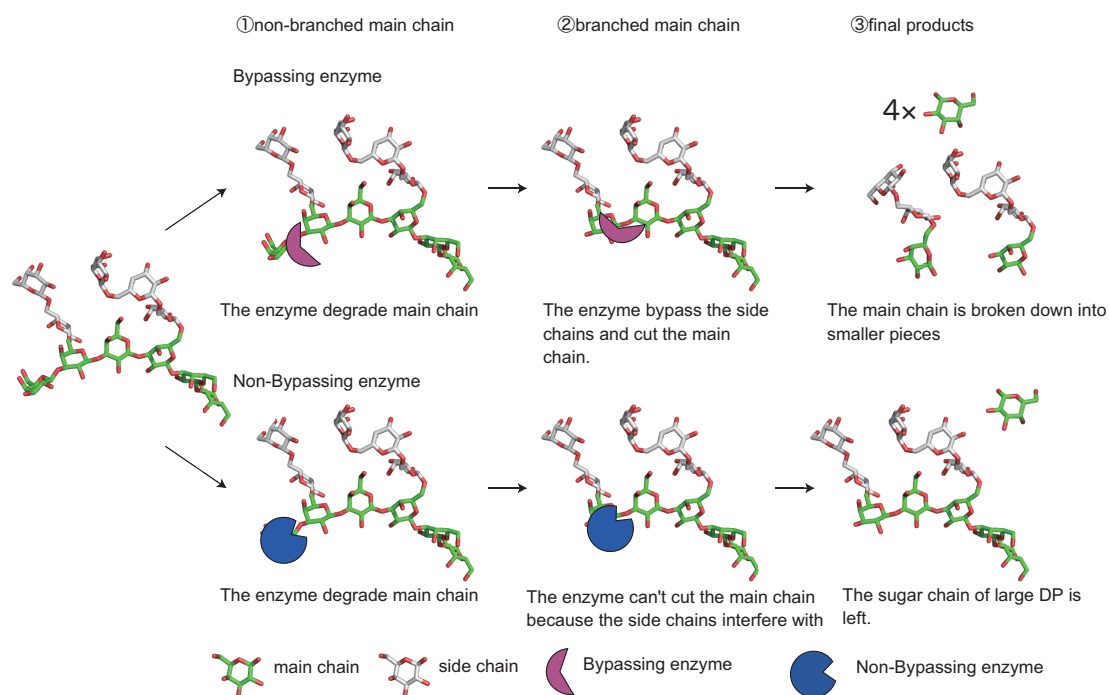 ①non-branched main chain
②branched main chain
③final products
Bypassing enzyme
4×
The enzyme degrade main chain
The enzyme bypass the side
chains and cut the main
chain.
The main chain is broken down into
smaller pieces
Non-Bypassing enzyme
The enzyme degrade main chain
The enzyme can't cut the main chain
because the side chains interfere with
The sugar chain of large DP is
left.
main chain
side chain
Bypassing enzyme
Non-Bypassing enzyme